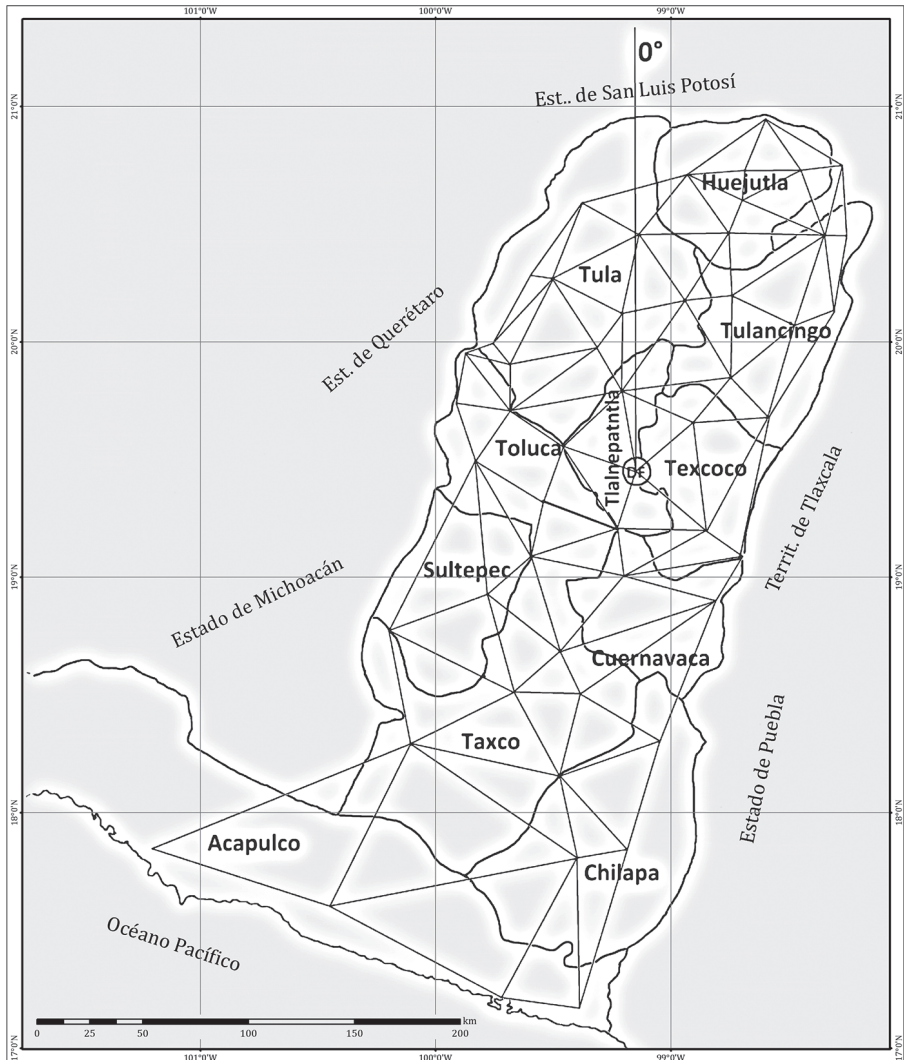 101°0'W
100°0'W
99°0'W
0°
Est.. de San Luis Potosí
21°0'N
21°0'N
Huejutla
Tula
Tulancingo
Est. de Querétaro
20°0'N
20°0'N
Tlalnepatntla
Toluca
DF
Texcoco
Territ. de Tlaxcala
Sultepec
19°0'N
19°0'N
Estado de Michoacán
Cuernavaca
Taxco
Estado de Puebla
18°0'N
18°0'N
Acapulco
Chilapa
Océano Pacífico
km
0
25
50
100
150
200
17°0'N
17°0'N
101°0'W
100°0'W
99°0'W